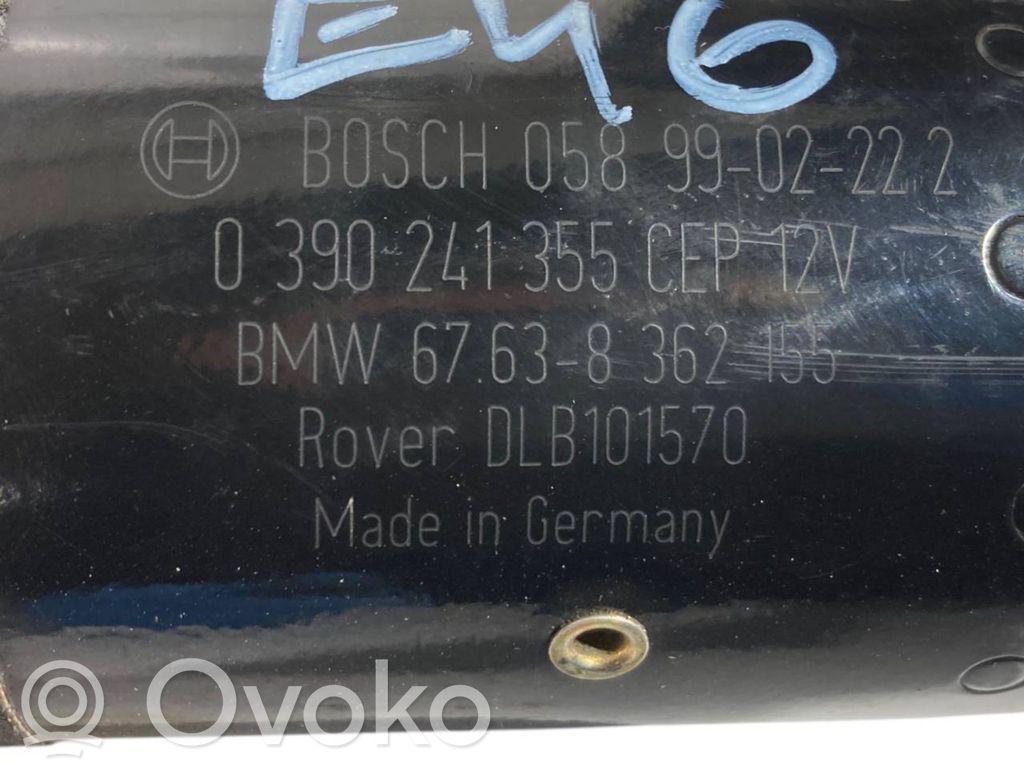 E46
BOSCH 058 99-02-22 2
0 390 241 355 CEP 12V
BMW 67.63-8 362 155
Rover DLB101570
Made in Germany
Ovoko